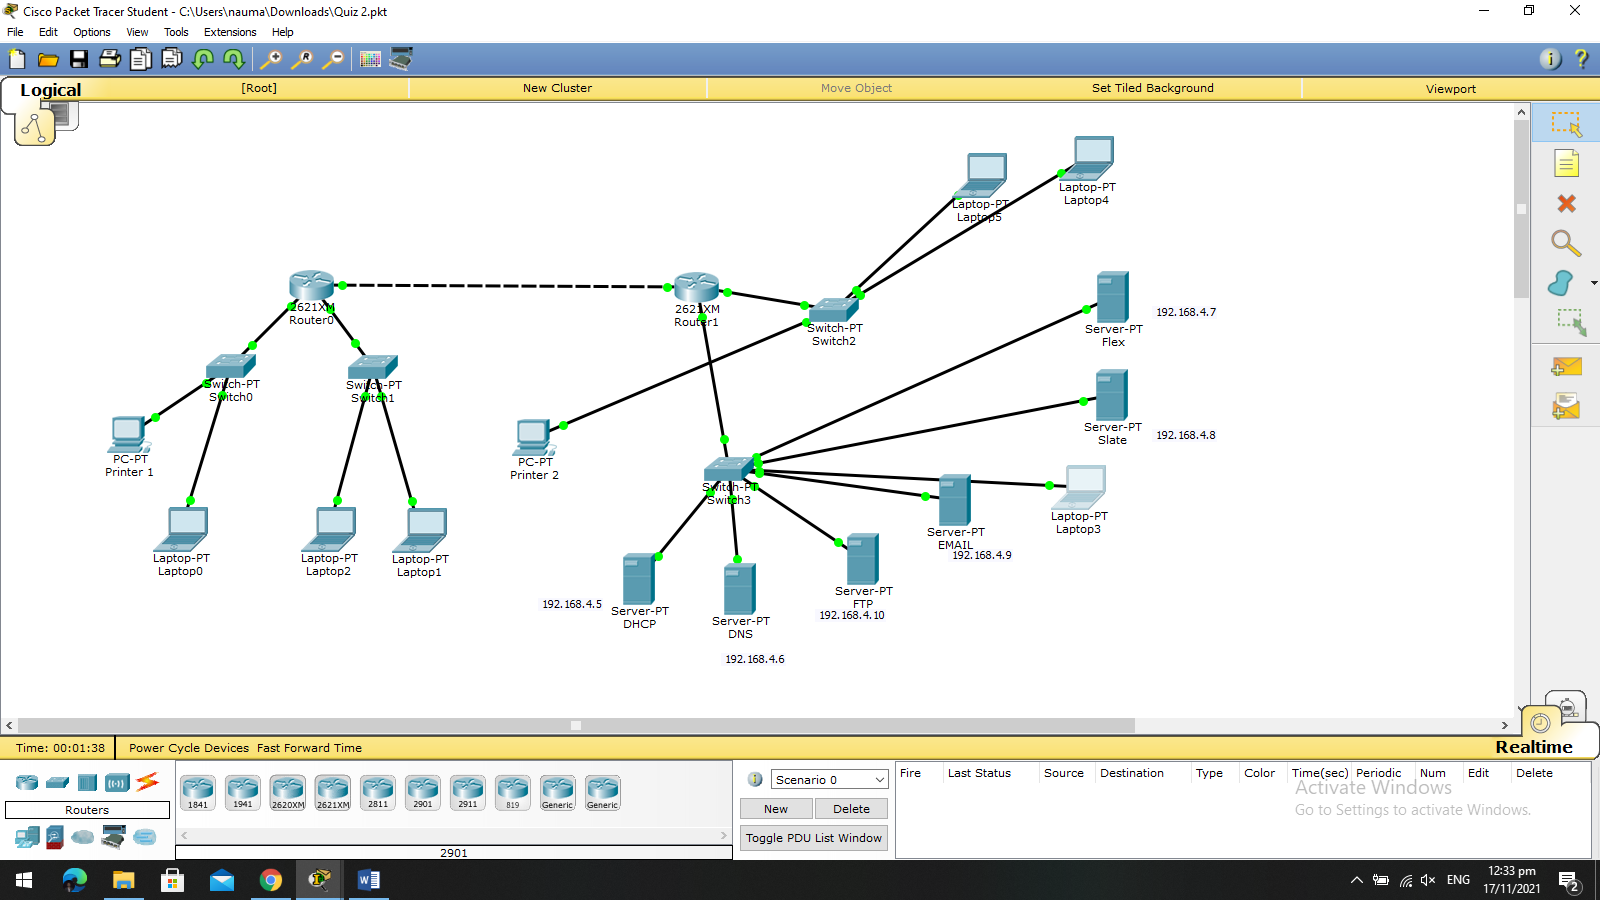 Cisco Packet Tracer Student - C:\Users\nauma\Downloads\Quiz 2.pkt
File Edit Options View Tools Extensions Help
Logical [Root] New Cluster Move Object Set Tiled Background Viewport
Laptop-PT
Laptop5
Laptop-PT
Laptop4
2621XM
Router0
2621XM
Router1
Switch-PT
Switch2
Server-PT
Flex
192.168.4.7
Switch-PT
Switch0
Switch-PT
Switch1
Server-PT
Slate
192.168.4.8
PC-PT
Printer 1
PC-PT
Printer 2
Switch-PT
Switch3
Laptop-PT
Laptop3
Server-PT
EMAIL
192.168.4.9
Laptop-PT
Laptop0
Laptop-PT
Laptop2
Laptop-PT
Laptop1
192.168.4.5
Server-PT
DHCP
Server-PT
DNS
192.168.4.6
Server-PT
FTP
192.168.4.10
Realtime
Time: 00:01:38 Power Cycle Devices Fast Forward Time
Routers
1841 1941 2620XM 2621XM 2811 2901 2911 819 Generic Generic
2901
Scenario 0
New Delete
Toggle PDU List Window
Fire Last Status Source Destination Type Color Time(sec) Periodic Num Edit Delete
Activate Windows
Go to Settings to activate Windows.
ENG
12:33 pm
17/11/2021
2